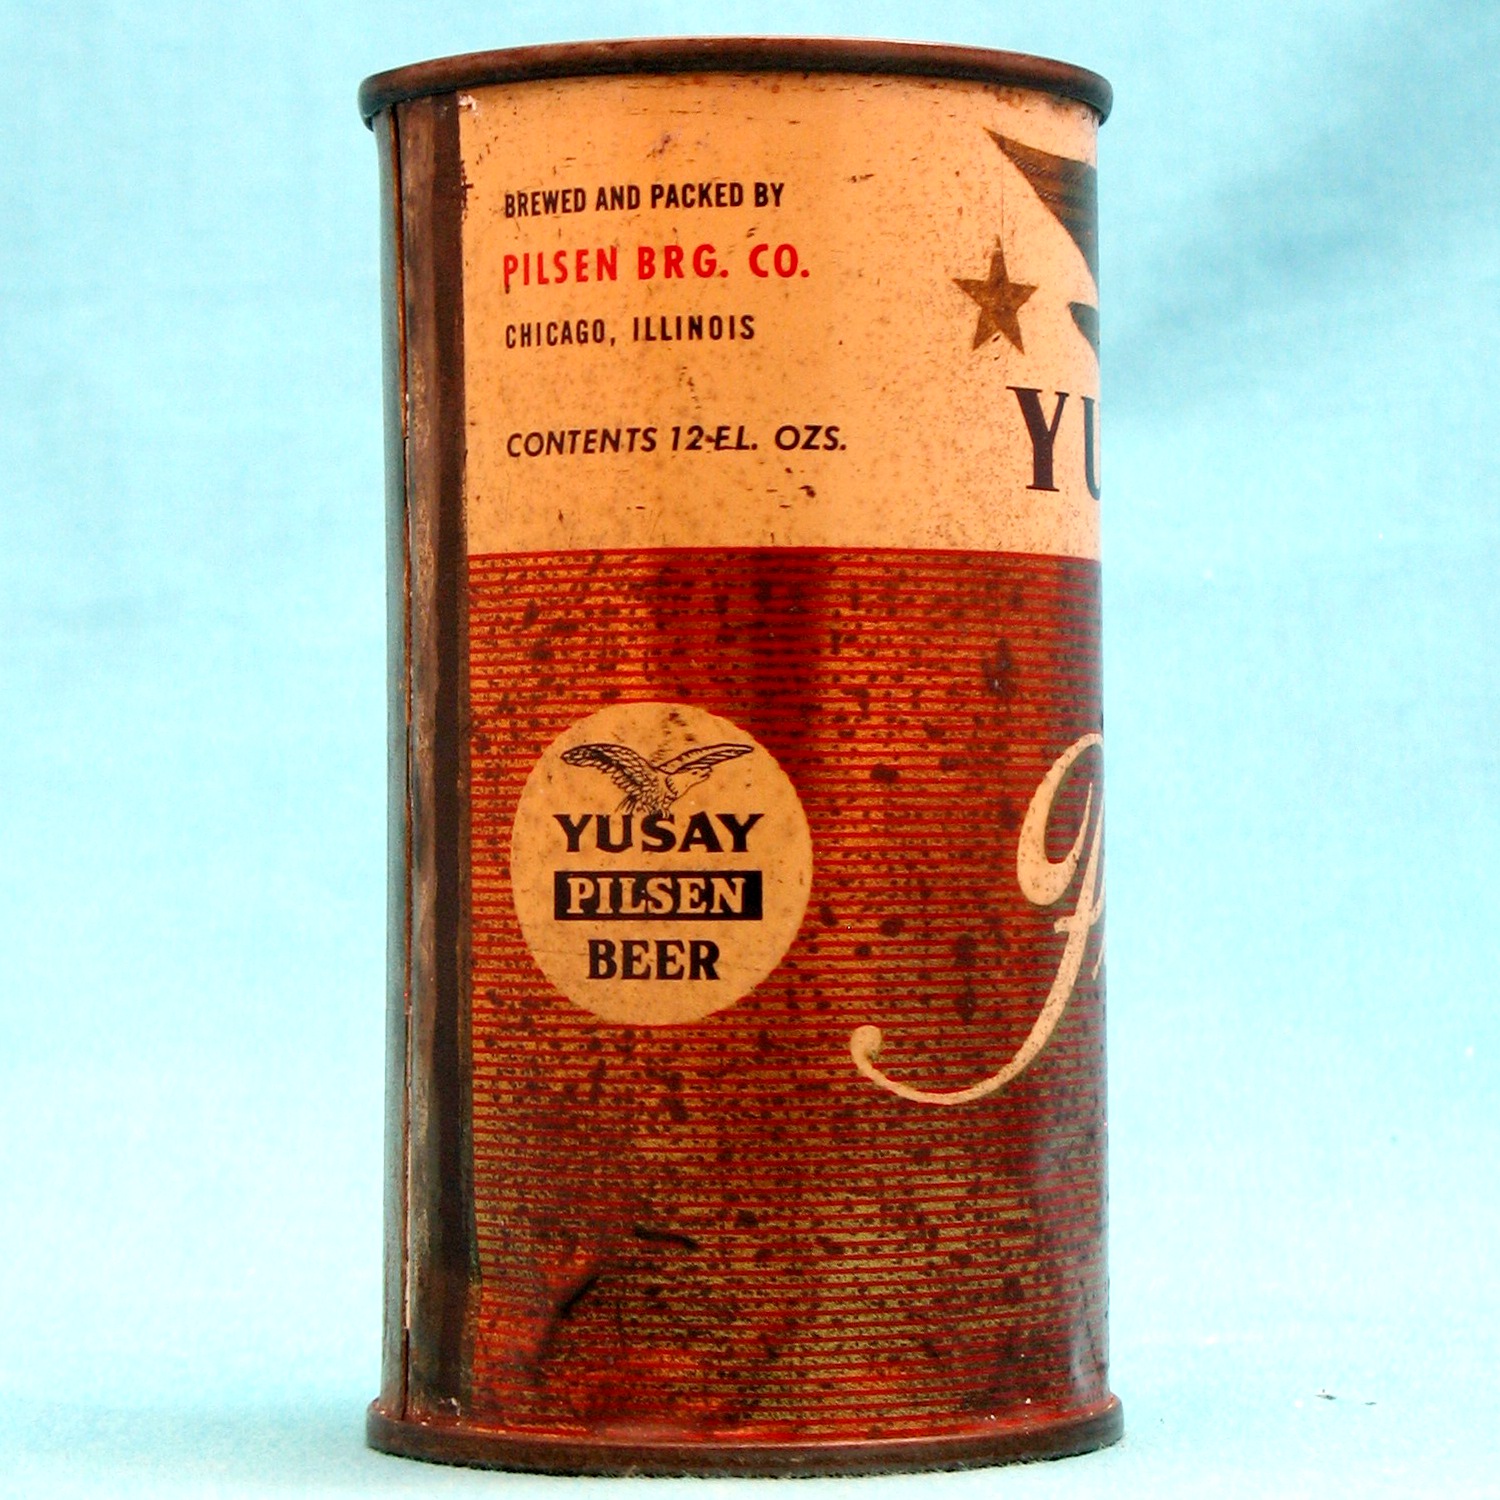 BREWED AND PACKED BY
PILSEN BRG. CO.
CHICAGO, ILLINOIS
CONTENTS 12 FL. OZS.
YU
YUSAY
PILSEN
BEER
P